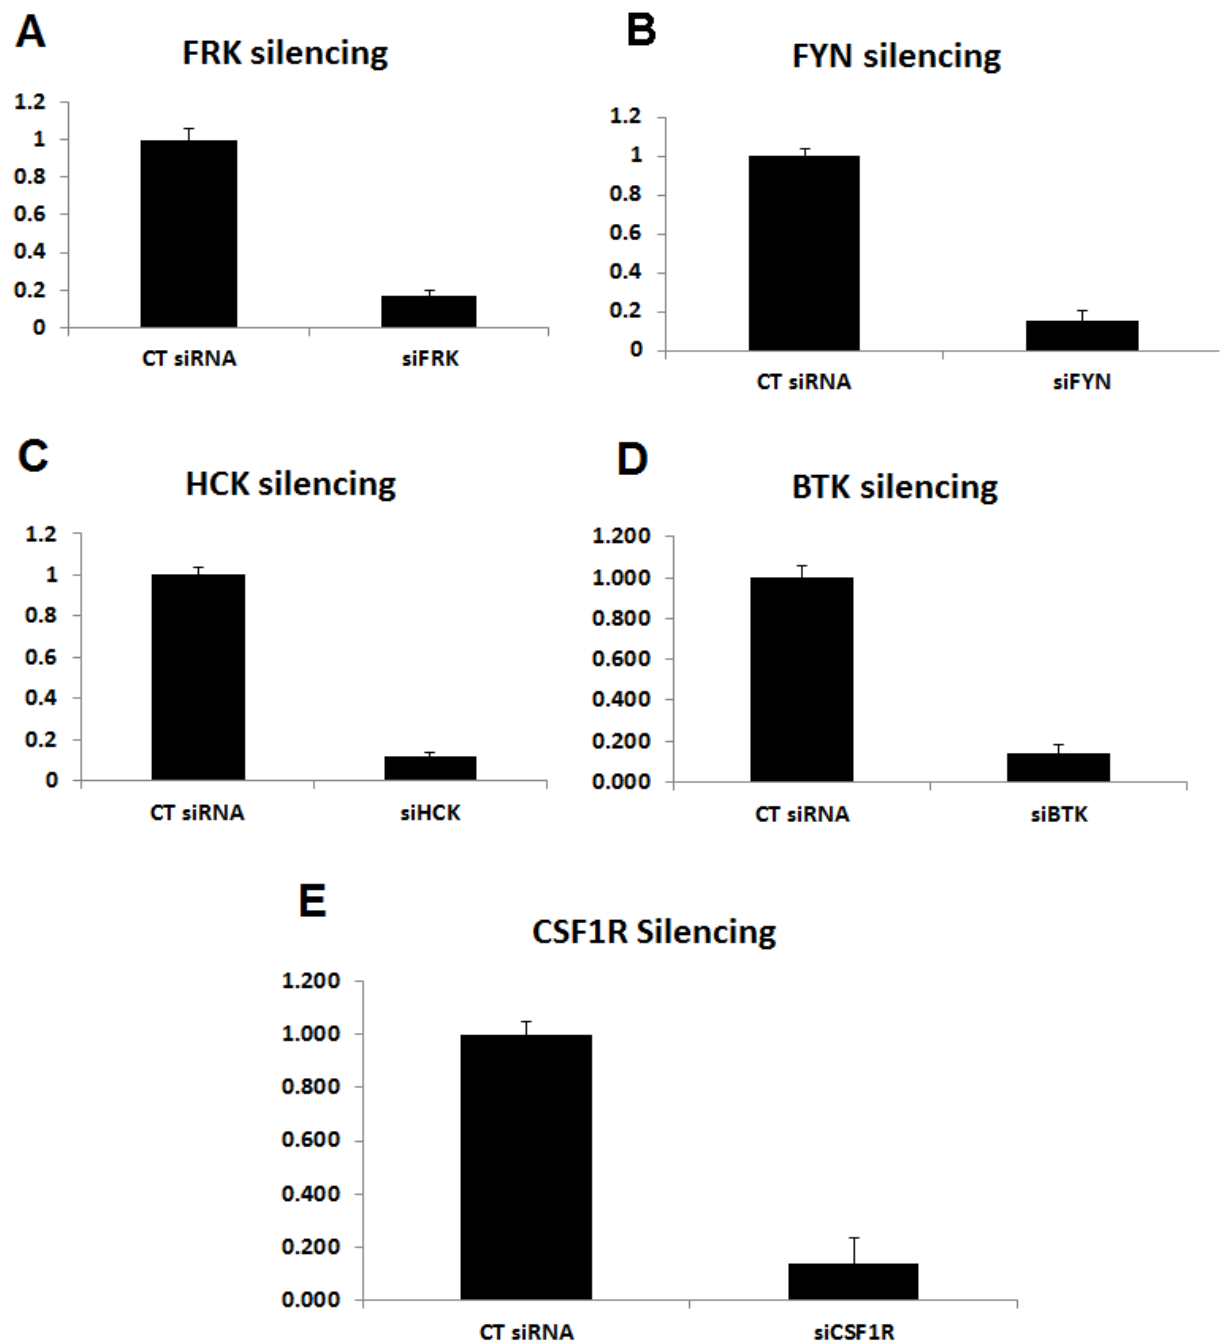 A
FRK silencing
1.2
1
0.8
0.6
0.4
0.2
0
CT siRNA siFRK
B
FYN silencing
1.2
1
0.8
0.6
0.4
0.2
0
CT siRNA siFYN
C
HCK silencing
1.2
1
0.8
0.6
0.4
0.2
0
CT siRNA siHCK
D
BTK silencing
1.200
1.000
0.800
0.600
0.400
0.200
0.000
CT siRNA siBTK
E
CSF1R Silencing
1.200
1.000
0.800
0.600
0.400
0.200
0.000
CT siRNA siCSF1R